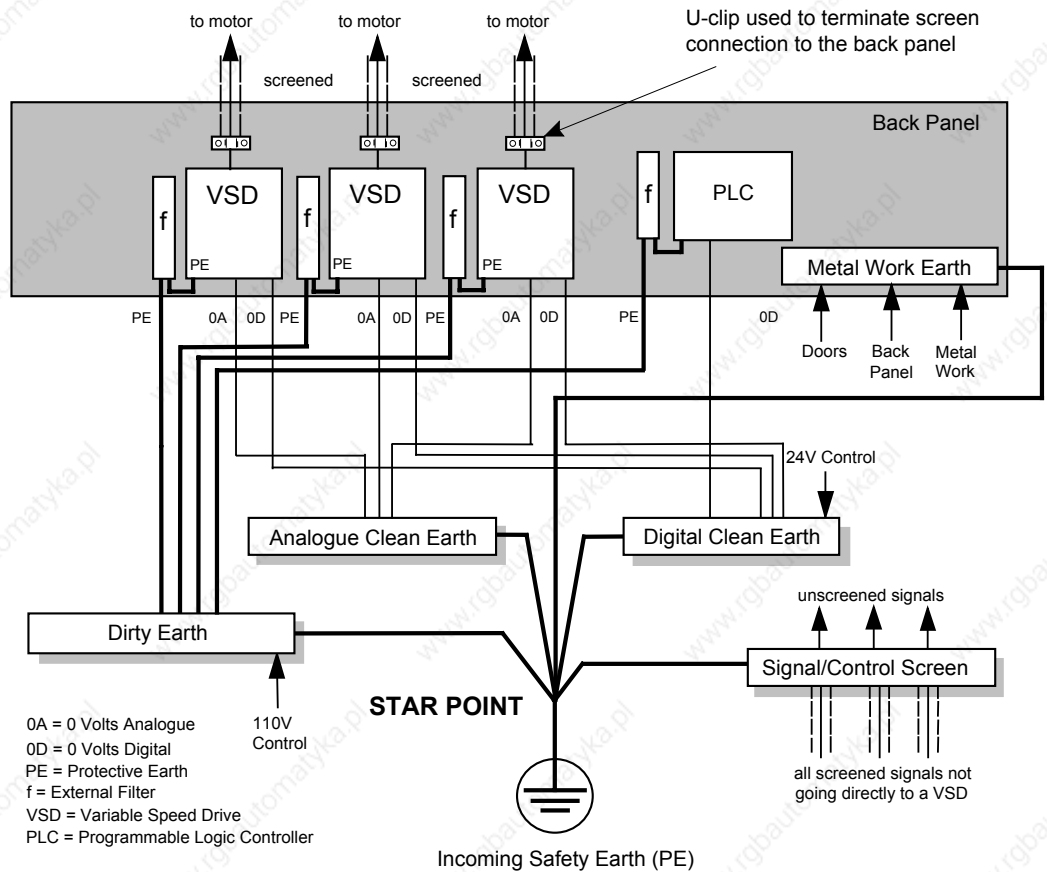 to motor
to motor
to motor
U-clip used to terminate screen
connection to the back panel
screened
screened
Back Panel
f
VSD
f
VSD
f
VSD
f
PLC
PE
PE
PE
Metal Work Earth
PE
0A
0D
PE
0A
0D
PE
0A
0D
PE
0D
Doors
Back
Panel
Metal
Work
24V Control
Analogue Clean Earth
Digital Clean Earth
unscreened signals
Dirty Earth
Signal/Control Screen
STAR POINT
110V
Control
0A = 0 Volts Analogue
0D = 0 Volts Digital
PE = Protective Earth
f = External Filter
VSD = Variable Speed Drive
PLC = Programmable Logic Controller
all screened signals not
going directly to a VSD
Incoming Safety Earth (PE)
www.rgbautomatyka.pl